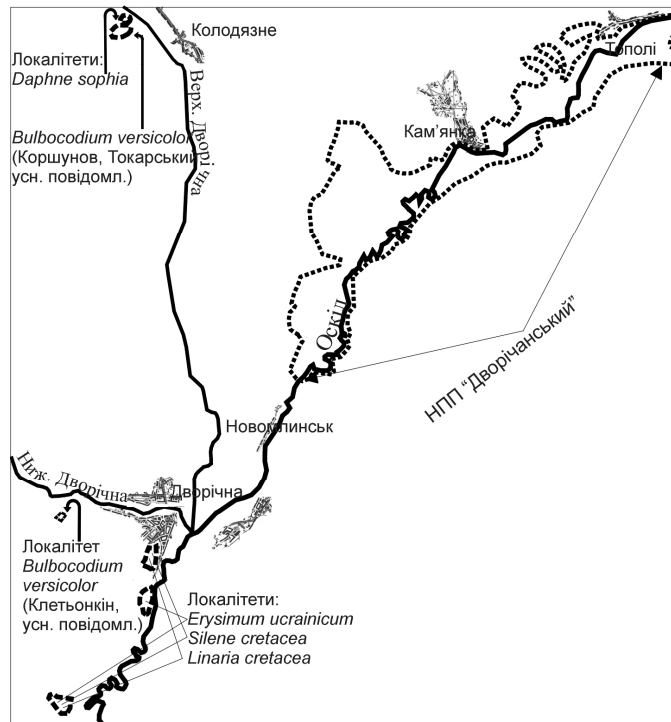 Колодязне
Тополі
Локалітети:
Daphne sophia
Верх. Дворічна
Кам'янка
Bulbocodium versicolor
(Коршунов, Токарський,
усн. повідомл.)
Оскіл
НПП “Дворічанський”
Новомлинськ
Ниж. Дворічна
Дворічна
Локалітет
Bulbocodium
versicolor
(Клетьонкін,
усн. повідомл.)
Локалітети:
Erysimum ucrainicum
Silene cretacea
Linaria cretacea